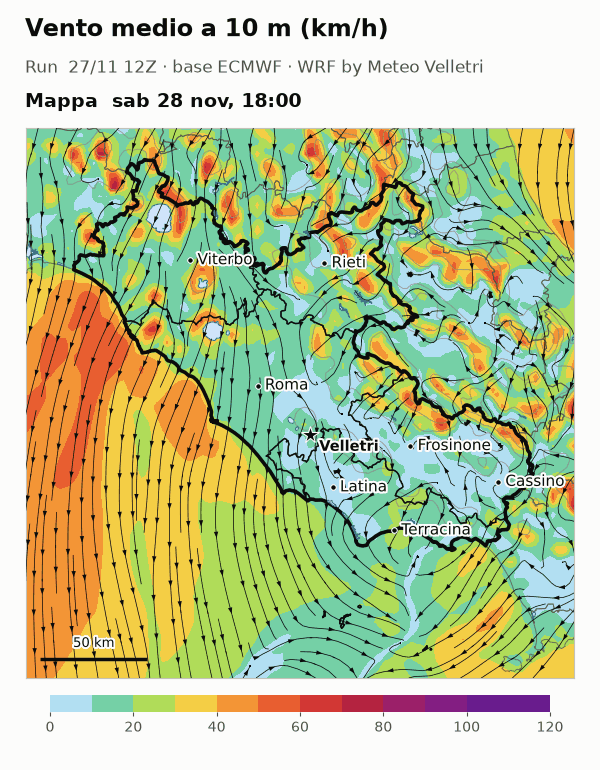 Vento medio a 10 m (km/h)
Run 27/11 12Z · base ECMWF · WRF by Meteo Velletri
Mappa sab 28 nov, 18:00
Viterbo
Rieti
Roma
Velletri
Frosinone
Latina
Cassino
Terracina
50 km
0 20 40 60 80 100 120